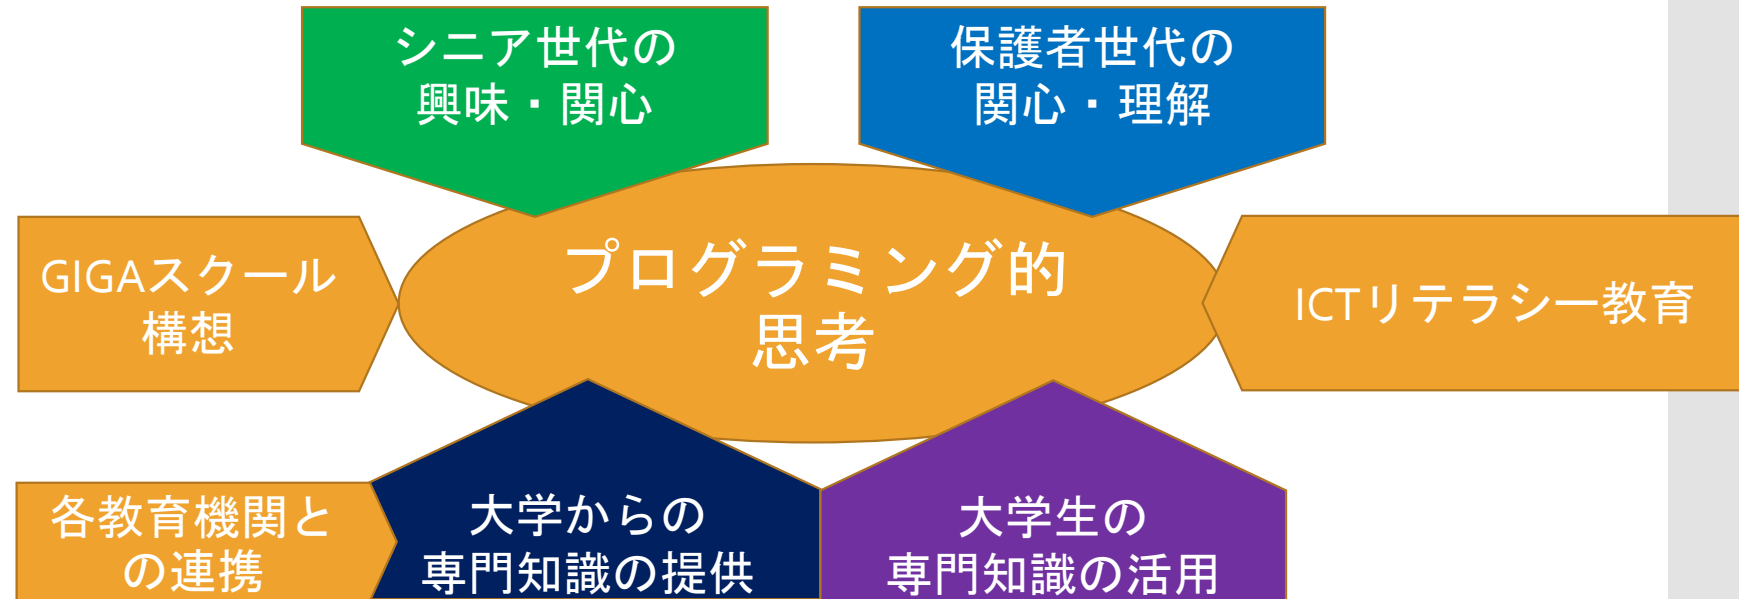 シニア世代の
興味・関心
保護者世代の
関心・理解
GIGAスクール
構想
プログラミング的
思考
ICTリテラシー教育
各教育機関と
の連携
大学からの
専門知識の提供
大学生の
専門知識の活用